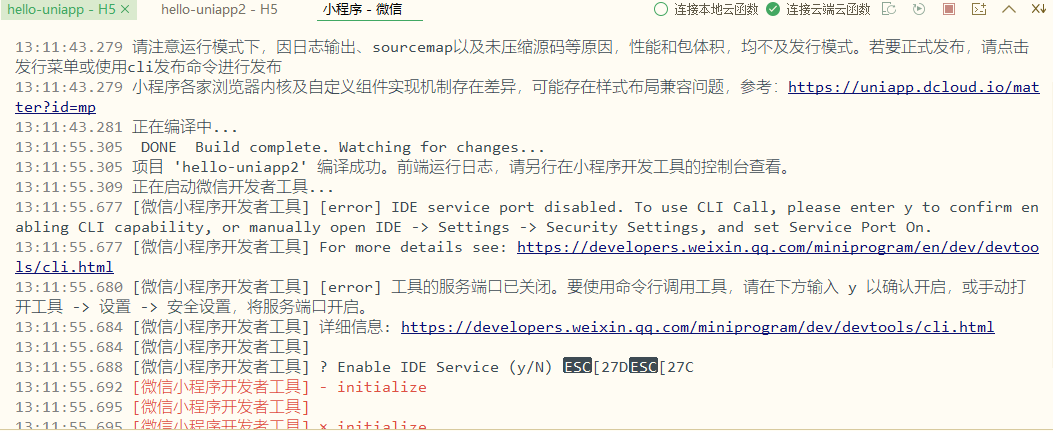 hello-uniapp - H5 ×
hello-uniapp2 - H5
小程序 - 微信
连接本地云函数
连接云端云函数
13:11:43.279 请注意运行模式下，因日志输出、sourcemap以及未压缩源码等原因，性能和包体积，均不及发行模式。若要正式发布，请点击
发行菜单或使用cli发布命令进行发布
13:11:43.279 小程序各家浏览器内核及自定义组件实现机制存在差异，可能存在样式布局兼容问题，参考：https://uniapp.dcloud.io/mat
ter?id=mp
13:11:43.281 正在编译中...
13:11:55.305  DONE  Build complete. Watching for changes...
13:11:55.305 项目 'hello-uniapp2' 编译成功。前端运行日志，请另行在小程序开发工具的控制台查看。
13:11:55.309 正在启动微信开发者工具...
13:11:55.677 [微信小程序开发者工具] [error] IDE service port disabled. To use CLI Call, please enter y to confirm en
abling CLI capability, or manually open IDE -> Settings -> Security Settings, and set Service Port On.
13:11:55.677 [微信小程序开发者工具] For more details see: https://developers.weixin.qq.com/miniprogram/en/dev/devtoo
ls/cli.html
13:11:55.680 [微信小程序开发者工具] [error] 工具的服务端口已关闭。要使用命令行调用工具，请在下方输入 y 以确认开启，或手动打
开工具 -> 设置 -> 安全设置，将服务端口开启。
13:11:55.684 [微信小程序开发者工具] 详细信息: https://developers.weixin.qq.com/miniprogram/dev/devtools/cli.html
13:11:55.684 [微信小程序开发者工具]
13:11:55.688 [微信小程序开发者工具] ? Enable IDE Service (y/N) ESC[27DESC[27C
13:11:55.692 [微信小程序开发者工具] - initialize
13:11:55.695 [微信小程序开发者工具]
13:11:55.695 [微信小程序开发者工具] × initialize